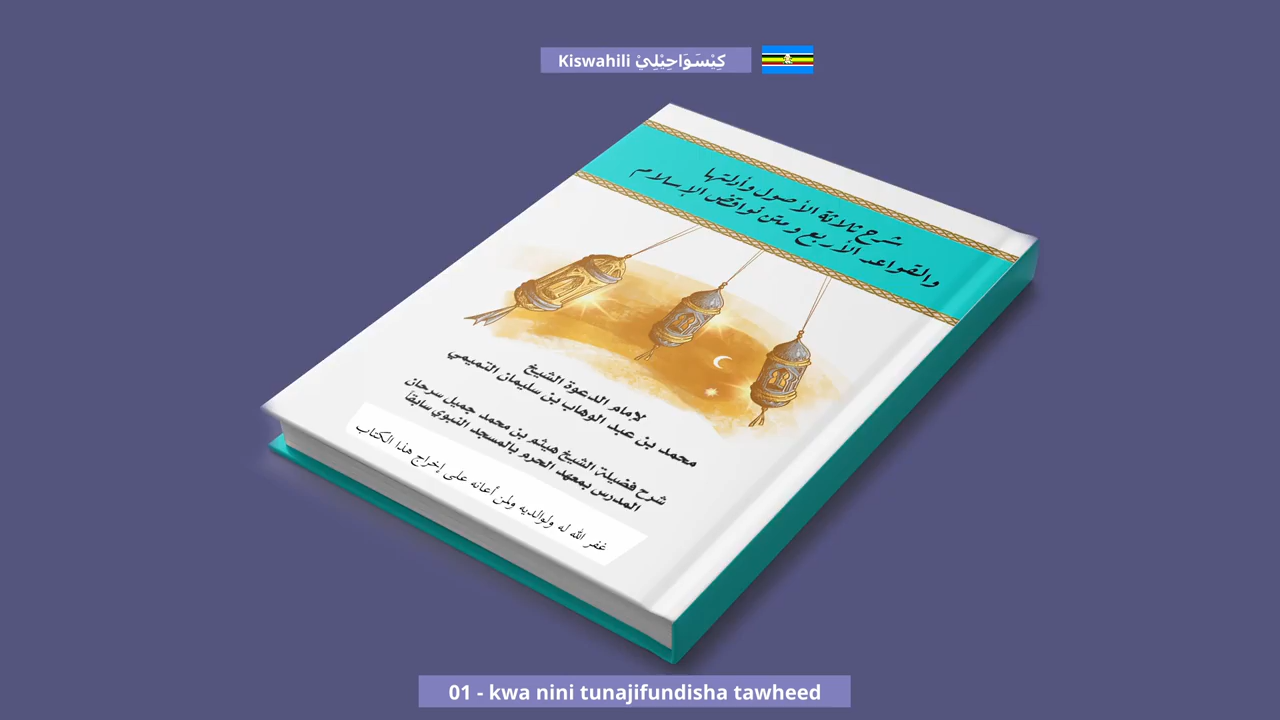 Kiswahili كِيْسَوَاحِيْلِيْ
شرح ثلاثة الأصول وأدلتها
والقواعد الأربع و متن نواقض الإسلام
لامام الدعوة الشيخ
محمد بن عبد الوهاب بن سليمان التميمي
شرح فضيلة الشيخ هيثم بن محمد جميل سرحان
المدرس بمعهد الحرم بالمسجد النبوي سابقاً
غفر الله له ولوالديه ولمن أعانه على إخراج هذا الكتاب
01 - kwa nini tunajifundisha tawheed